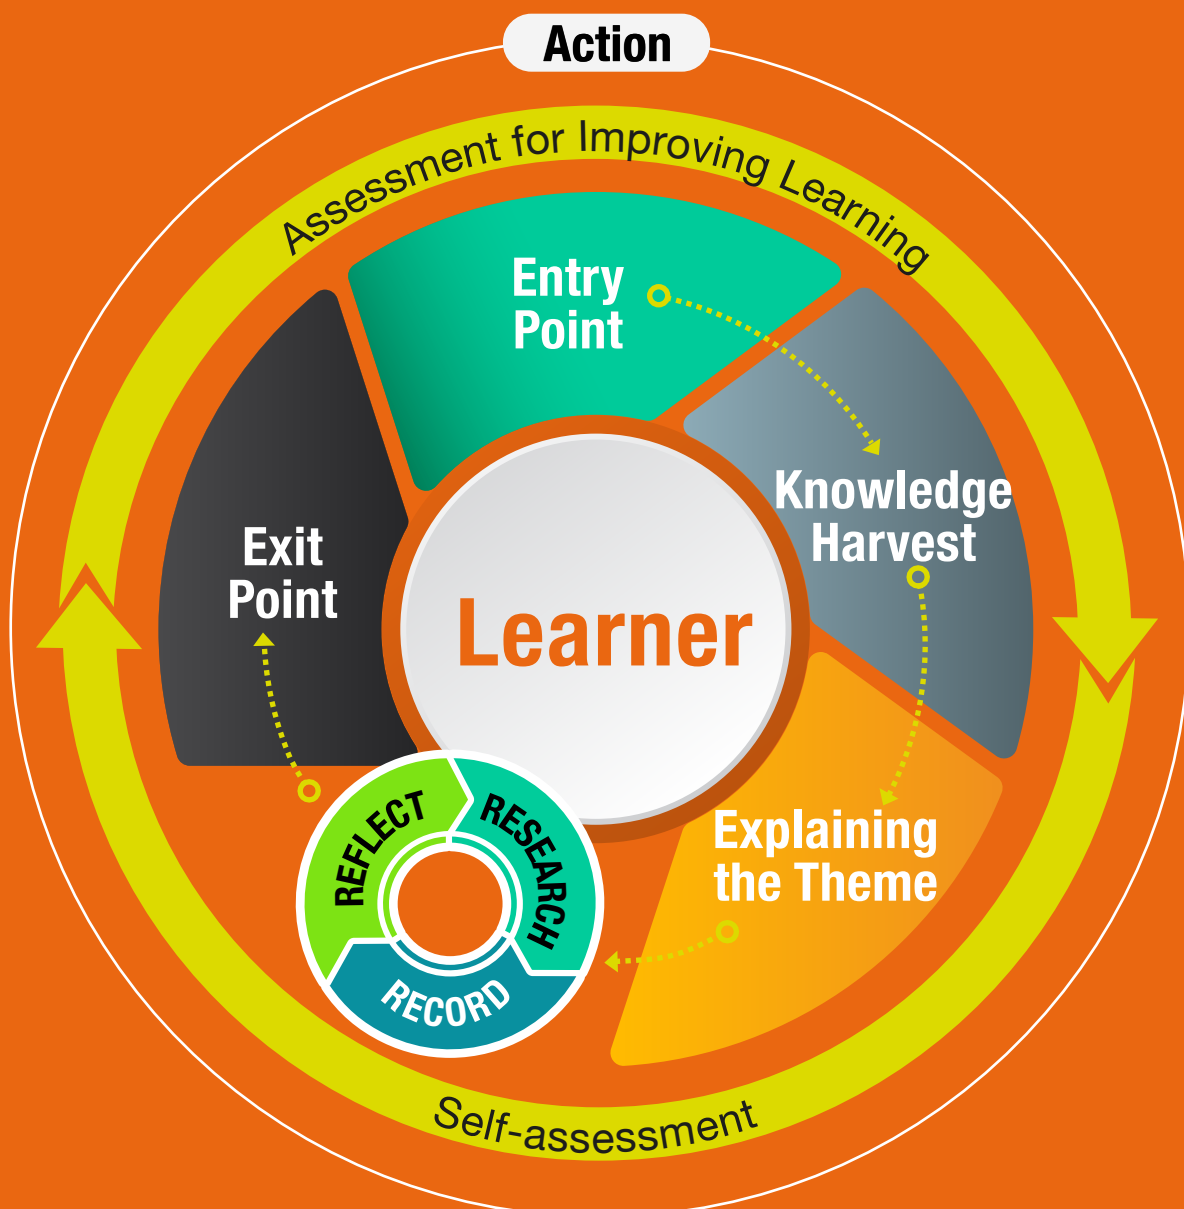 Action
Assessment for Improving Learning
Entry
Point
Knowledge
Harvest
Exit
Point
Learner
Explaining
the Theme
REFLECT
RESEARCH
RECORD
Self-assessment